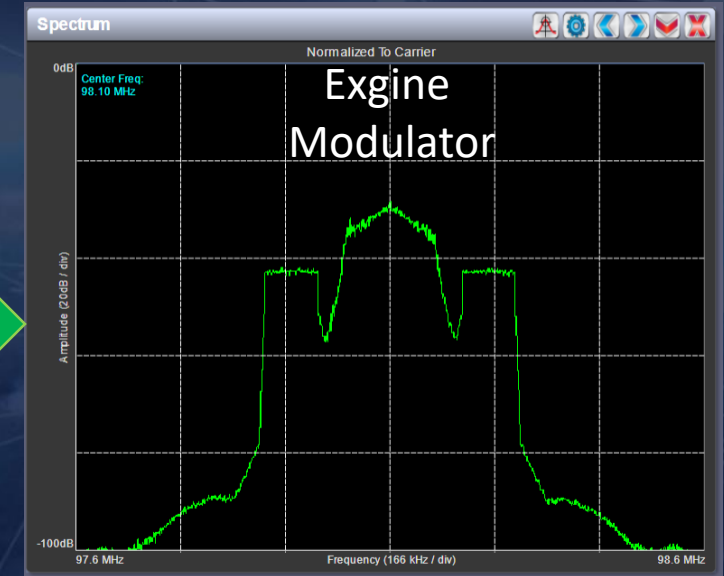 Spectrum
Normalized To Carrier
0dB
Center Freq:
98.10 MHz
Exgine
Modulator
Amplitude (20dB / div)
-100dB
97.6 MHz
Frequency (166 kHz / div)
98.6 MHz